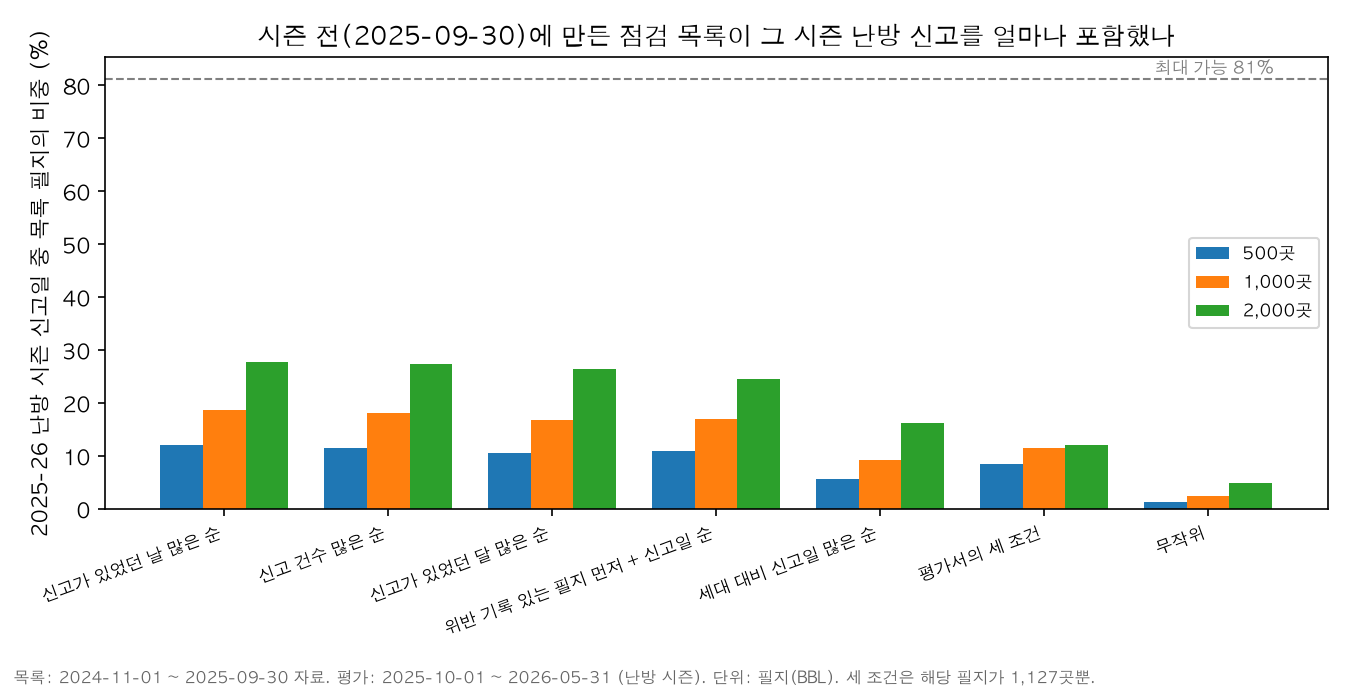 시즌 전(2025-09-30)에 만든 점검 목록이 그 시즌 난방 신고를 얼마나 포함했나
2025-26 난방 시즌 신고일 중 목록 필지의 비중 (%)
최대 가능 81%
80
70
60
50
40
30
20
10
0
500곳
1,000곳
2,000곳
신고가 있었던 날 많은 순
신고 건수 많은 순
신고가 있었던 달 많은 순
위반 기록 있는 필지 먼저 + 신고일 순
세대 대비 신고일 많은 순
평가서의 세 조건
무작위
목록: 2024-11-01 ~ 2025-09-30 자료. 평가: 2025-10-01 ~ 2026-05-31 (난방 시즌). 단위: 필지(BBL). 세 조건은 해당 필지가 1,127곳뿐.